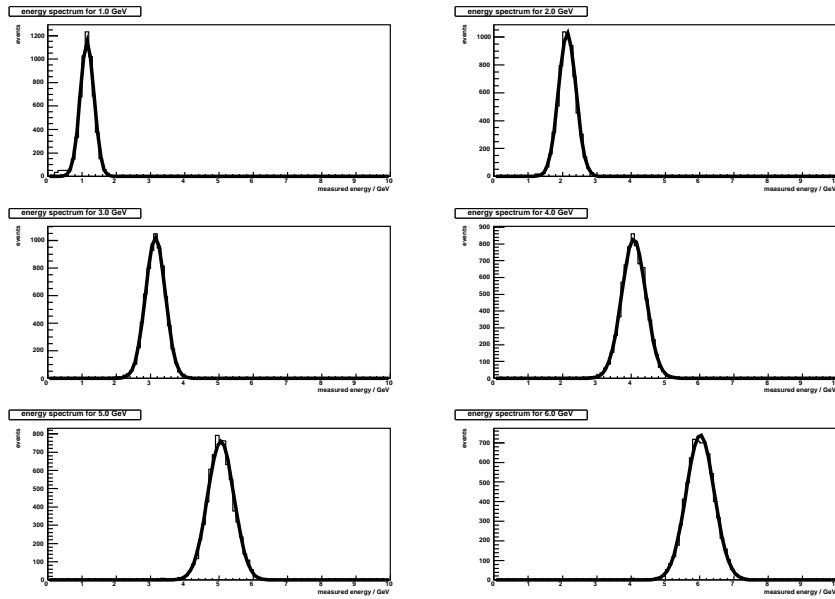 energy spectrum for 1.0 GeV
events
1200
1000
800
600
400
200
0
0 1 2 3 4 5 6 7 8 9 10
measured energy / GeV
energy spectrum for 2.0 GeV
events
1000
800
600
400
200
0
0 1 2 3 4 5 6 7 8 9 10
measured energy / GeV
energy spectrum for 3.0 GeV
events
1000
800
600
400
200
0
0 1 2 3 4 5 6 7 8 9 10
measured energy / GeV
energy spectrum for 4.0 GeV
events
900
800
700
600
500
400
300
200
100
0
0 1 2 3 4 5 6 7 8 9 10
measured energy / GeV
energy spectrum for 5.0 GeV
events
800
700
600
500
400
300
200
100
0
0 1 2 3 4 5 6 7 8 9 10
measured energy / GeV
energy spectrum for 6.0 GeV
events
700
600
500
400
300
200
100
0
0 1 2 3 4 5 6 7 8 9 10
measured energy / GeV